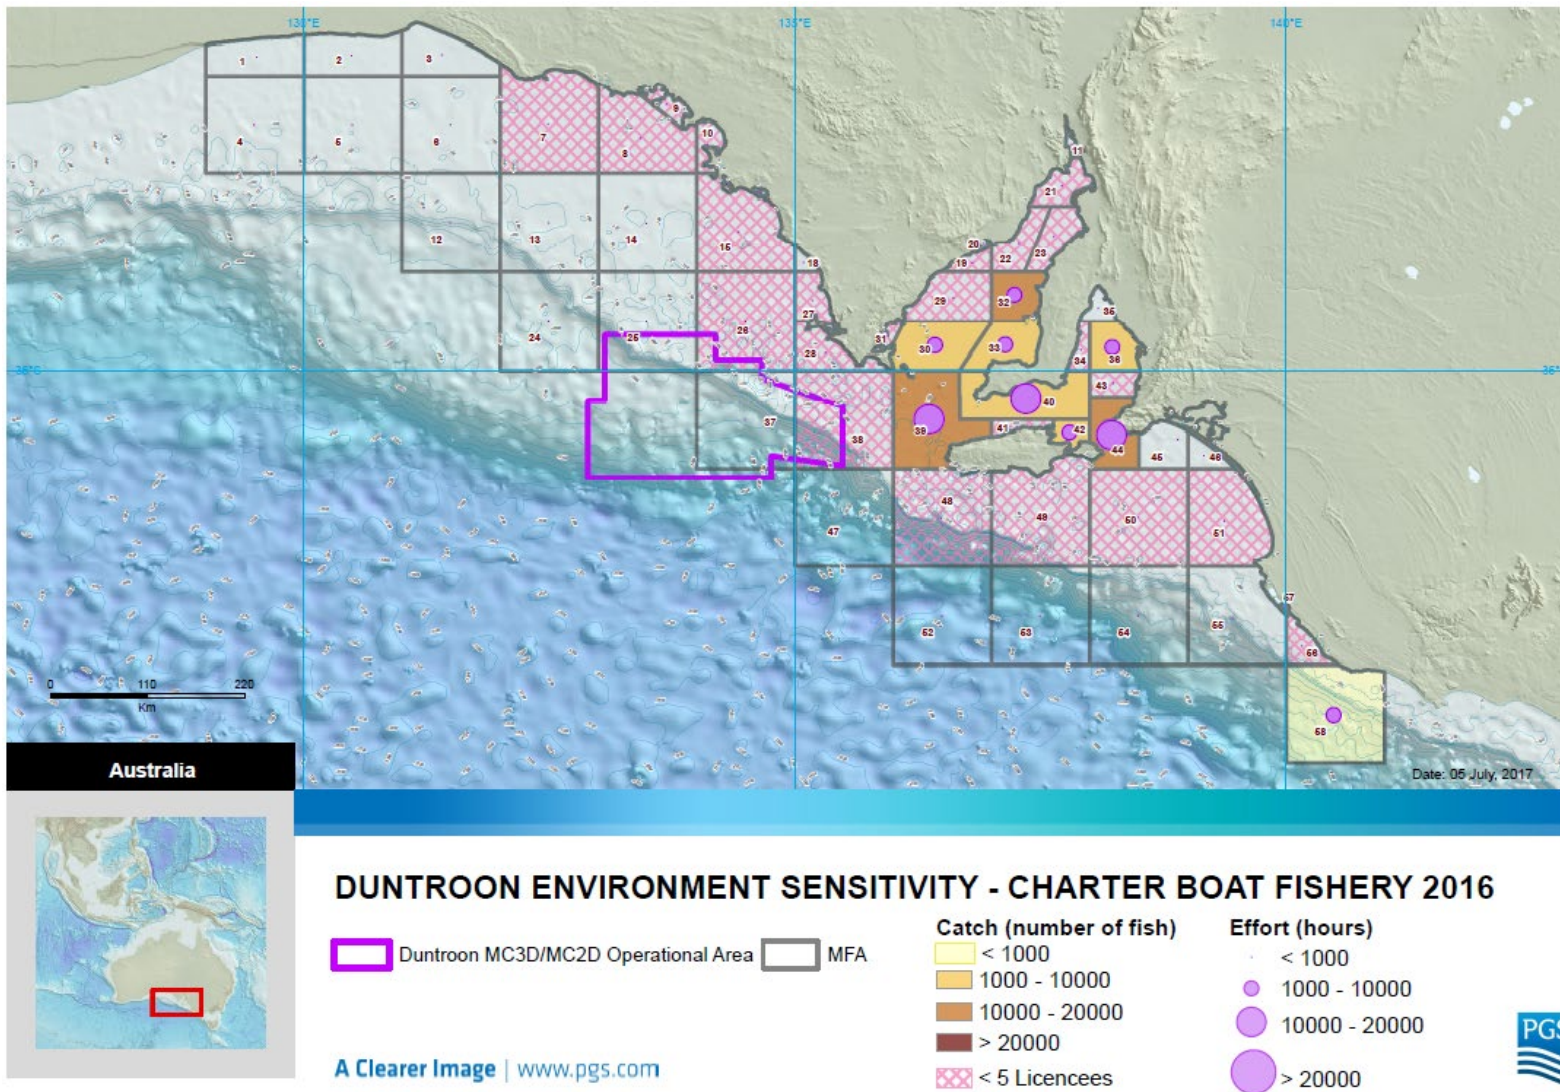 130°E 135°E 140°E
1 2 3
4 5 6 7 8 9 10 11
12 13 14 15 18 19 20 21 22 23
24 25 26 27 28 29 30 31 32 33 34 35 36
37 38 39 40 41 42 43 44 45 46
47 48 49 50 51
52 53 54 55 56 57
58
35°S
0 110 220
Km
Date: 05 July, 2017
Australia
DUNTROON ENVIRONMENT SENSITIVITY - CHARTER BOAT FISHERY 2016
Duntroon MC3D/MC2D Operational Area
MFA
Catch (number of fish)
< 1000
1000 - 10000
10000 - 20000
> 20000
< 5 Licencees
Effort (hours)
< 1000
1000 - 10000
10000 - 20000
> 20000
A Clearer Image | www.pgs.com
PGS